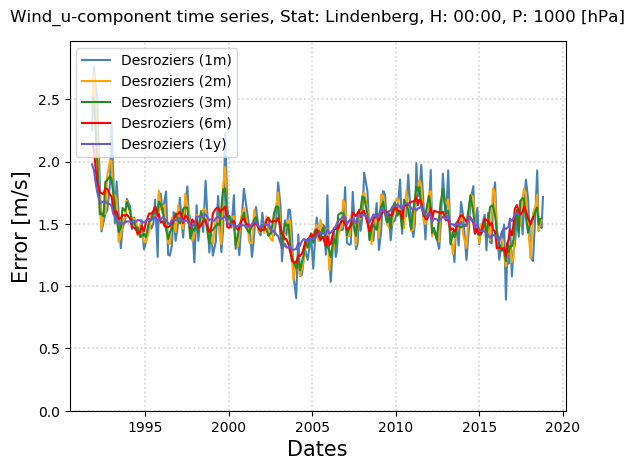 Wind_u-component time series, Stat: Lindenberg, H: 00:00, P: 1000 [hPa]
Desroziers (1m)
Desroziers (2m)
Desroziers (3m)
Desroziers (6m)
Desroziers (1y)
Error [m/s]
2.5
2.0
1.5
1.0
0.5
0.0
1995 2000 2005 2010 2015 2020
Dates